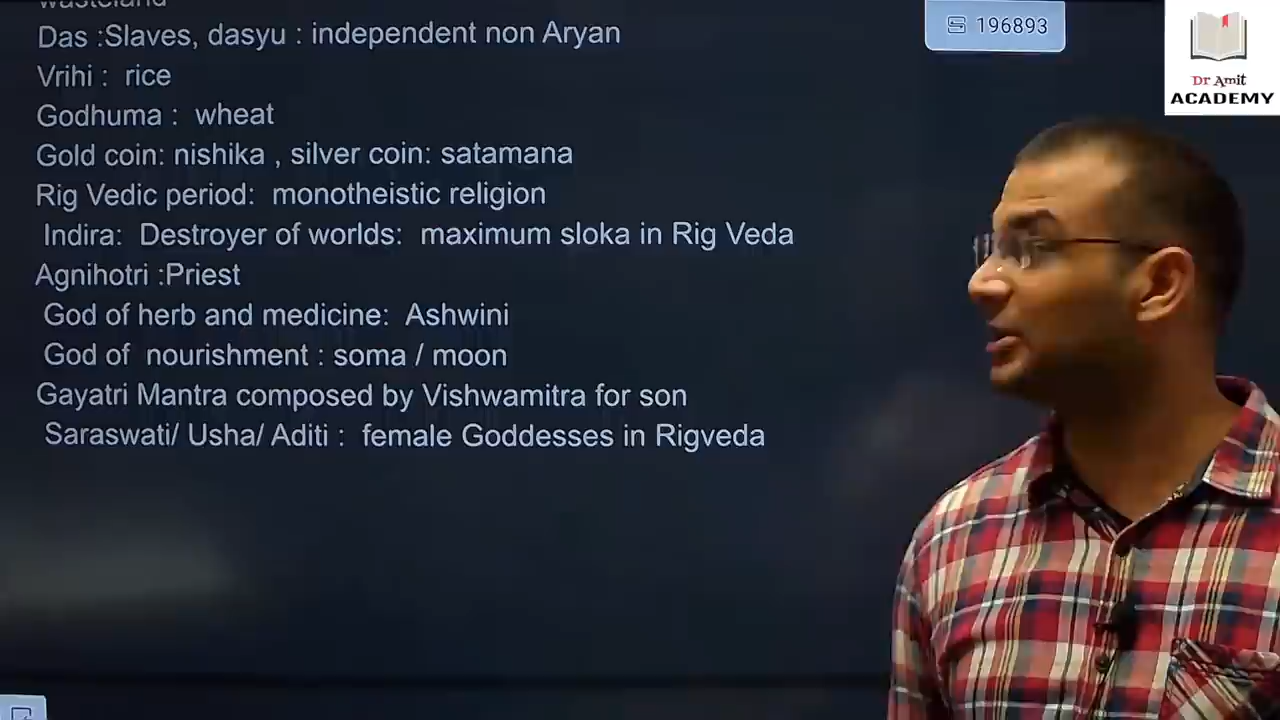 wasteland
Das :Slaves, dasyu : independent non Aryan
Vrihi : rice
Godhuma : wheat
Gold coin: nishika , silver coin: satamana
Rig Vedic period: monotheistic religion
Indira: Destroyer of worlds: maximum sloka in Rig Veda
Agnihotri :Priest
God of herb and medicine: Ashwini
God of nourishment : soma / moon
Gayatri Mantra composed by Vishwamitra for son
Saraswati/ Usha/ Aditi : female Goddesses in Rigveda
196893
Dr Amit
ACADEMY